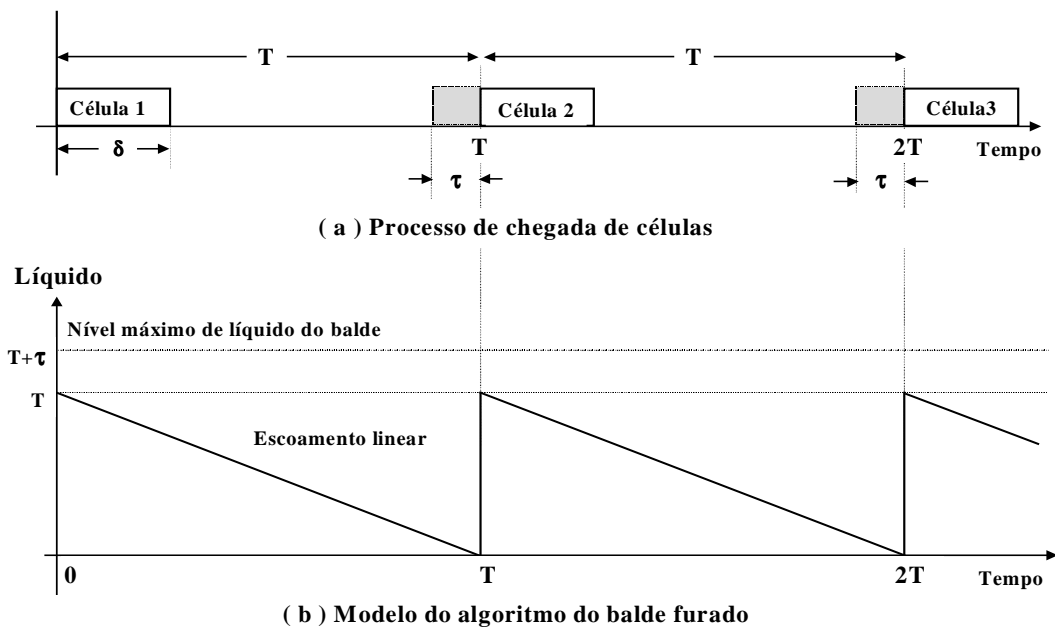 T T
Célula 1 Célula 2 Célula3
δ T 2T Tempo
τ τ
( a ) Processo de chegada de células
Líquido
Nível máximo de líquido do balde
T+τ
T
Escoamento linear
0 T 2T Tempo
( b ) Modelo do algoritmo do balde furado